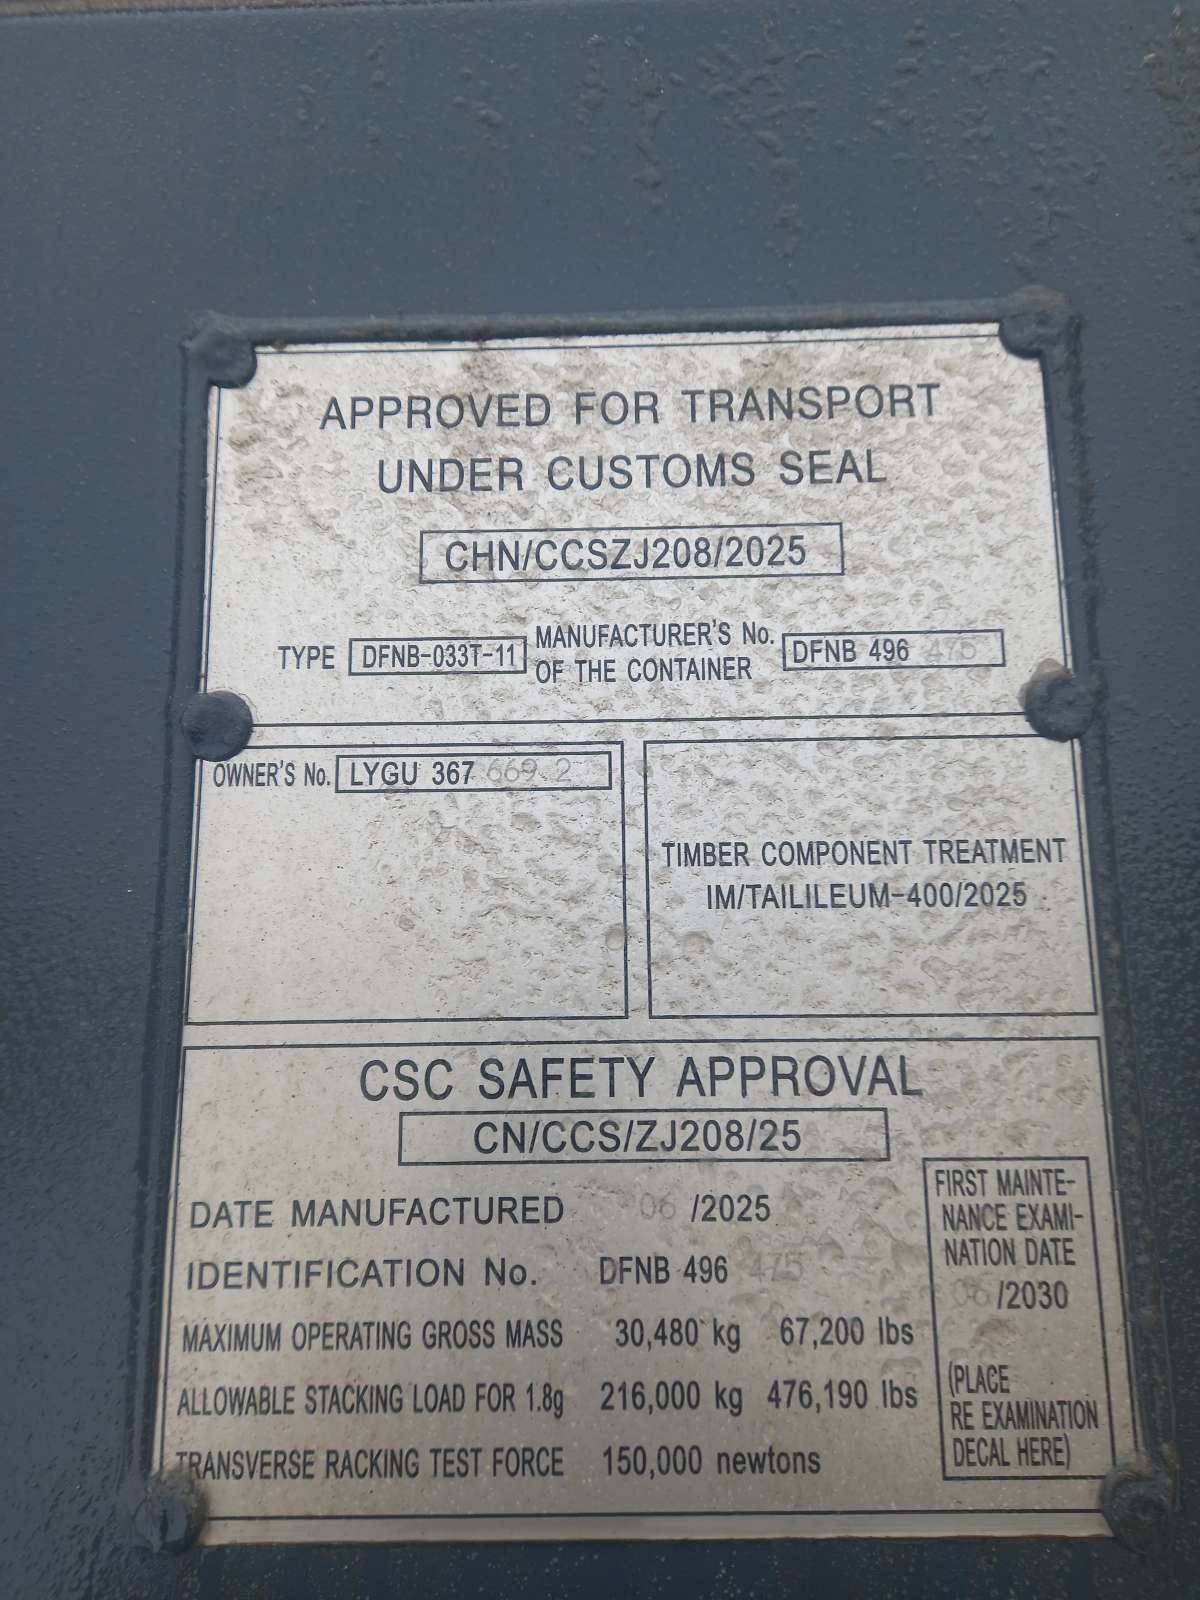 APPROVED FOR TRANSPORT
UNDER CUSTOMS SEAL
CHN/CCSZJ208/2025
TYPE DFNB-033T-11 MANUFACTURER'S No. OF THE CONTAINER DFNB 496 475
OWNER'S No. LYGU 367 669 2
TIMBER COMPONENT TREATMENT
IM/TAILILEUM-400/2025
CSC SAFETY APPROVAL
CN/CCS/ZJ208/25
DATE MANUFACTURED 06 /2025
IDENTIFICATION No. DFNB 496 475
MAXIMUM OPERATING GROSS MASS 30,480 kg 67,200 lbs
ALLOWABLE STACKING LOAD FOR 1.8g 216,000 kg 476,190 lbs
TRANSVERSE RACKING TEST FORCE 150,000 newtons
FIRST MAINTE-
NANCE EXAMI-
NATION DATE
06 /2030
(PLACE
RE EXAMINATION
DECAL HERE)